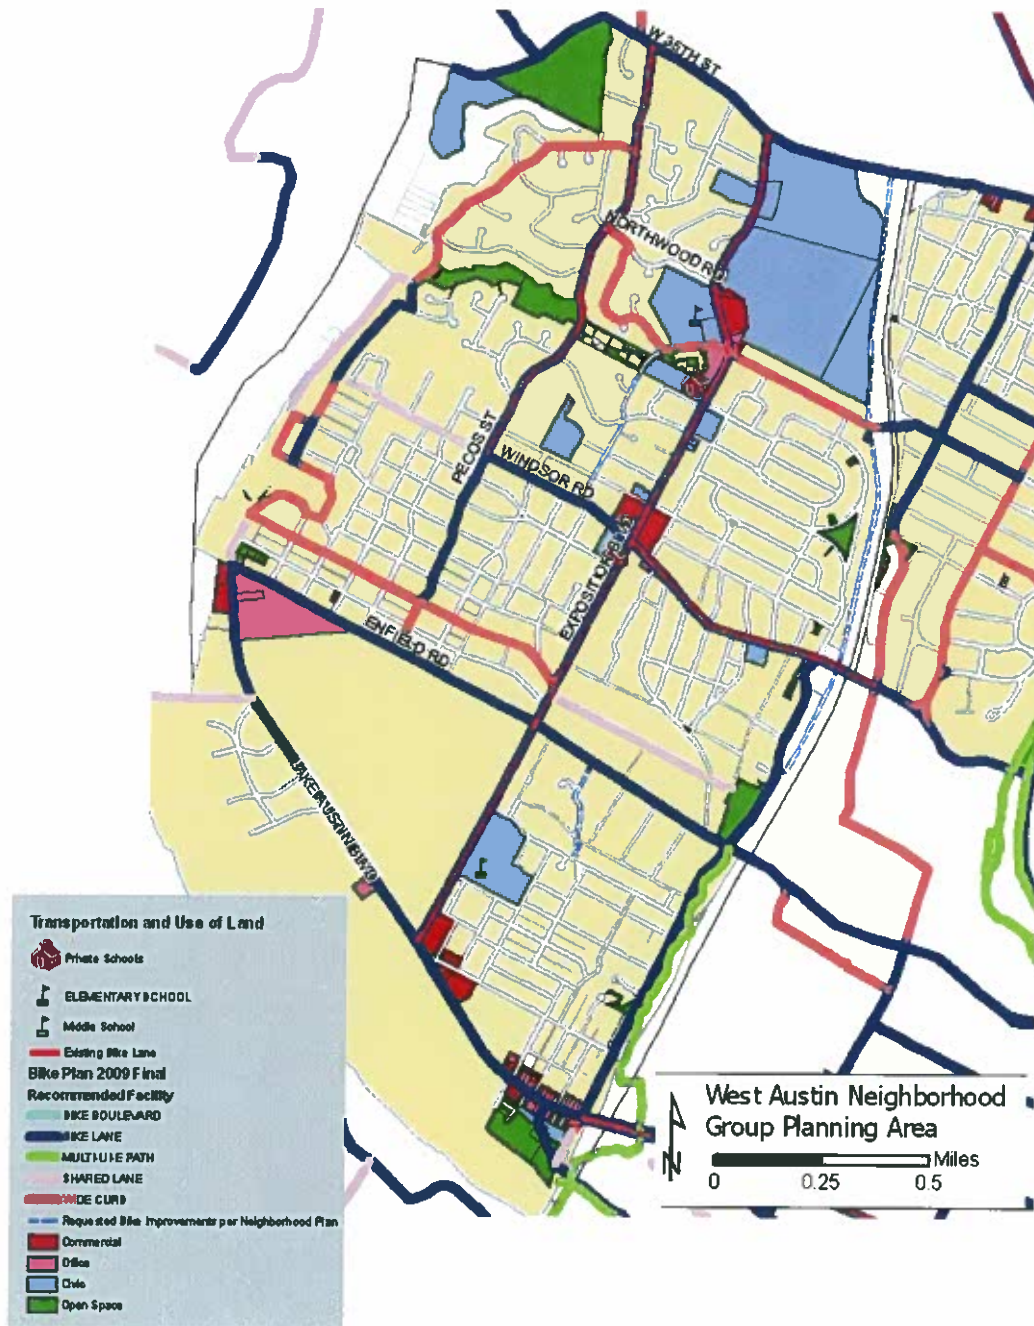 W 35TH ST
NORTHWOOD RD
PECOS ST
WINDSOR RD
EXPOSITION BLVD
ENFIELD RD
LAKE AUSTIN BLVD
Transportation and Use of Land
Private Schools
ELEMENTARY SCHOOL
Middle School
Existing Bike Lane
Bike Plan 2009 Final
Recommended Facility
BIKE BOULEVARD
BIKE LANE
MULTI-USE PATH
SHARED LANE
WIDE CURB
Requested Bike Improvements per Neighborhood Plan
Commercial
Office
Civic
Open Space
West Austin Neighborhood
Group Planning Area
N
Miles
0 0.25 0.5